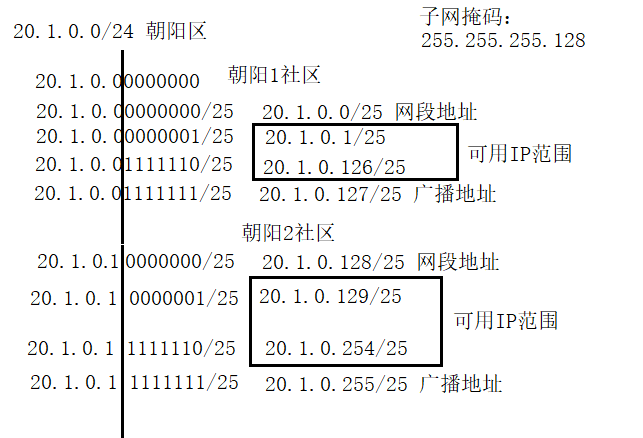 20.1.0.0/24 朝阳区
子网掩码：
255.255.255.128
20.1.0.00000000 朝阳1社区
20.1.0.00000000/25 20.1.0.0/25 网段地址
20.1.0.00000001/25 20.1.0.1/25
可用IP范围
20.1.0.01111110/25 20.1.0.126/25
20.1.0.01111111/25 20.1.0.127/25 广播地址
朝阳2社区
20.1.0.10000000/25 20.1.0.128/25 网段地址
20.1.0.1 0000001/25 20.1.0.129/25
可用IP范围
20.1.0.1 1111110/25 20.1.0.254/25
20.1.0.1 1111111/25 20.1.0.255/25 广播地址